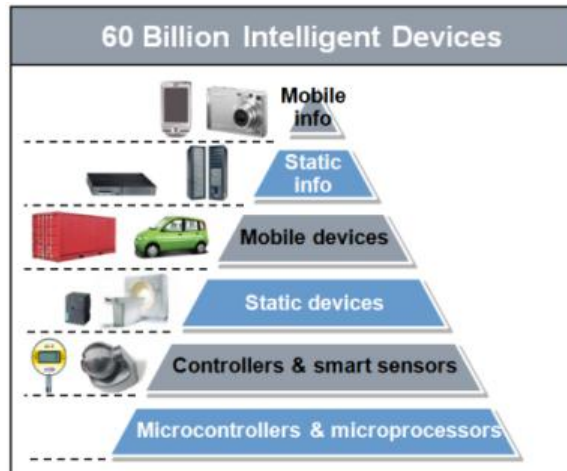 60 Billion Intelligent Devices
Mobile
info
Static
info
Mobile devices
Static devices
Controllers & smart sensors
Microcontrollers & microprocessors